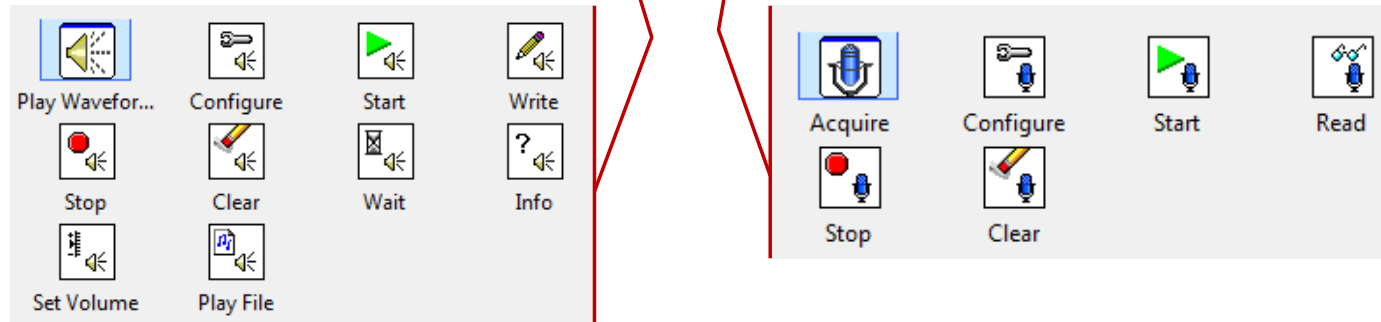 Play Wavefor...
Configure
Start
Write
Stop
Clear
Wait
?
Info
Set Volume
Play File
Acquire
Configure
Start
Read
Stop
Clear